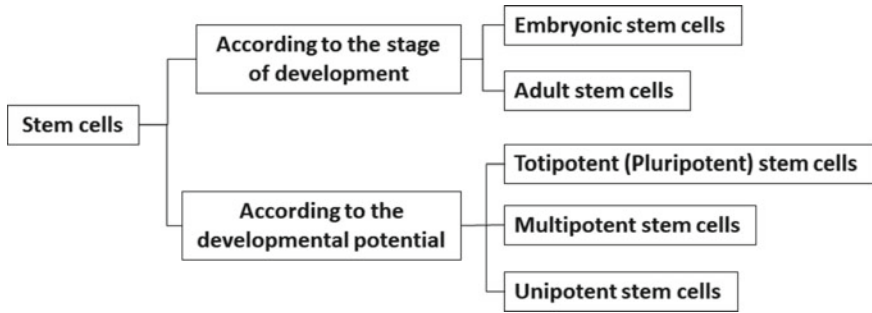 Stem cells
According to the stage
of development
Embryonic stem cells
Adult stem cells
According to the
developmental potential
Totipotent (Pluripotent) stem cells
Multipotent stem cells
Unipotent stem cells